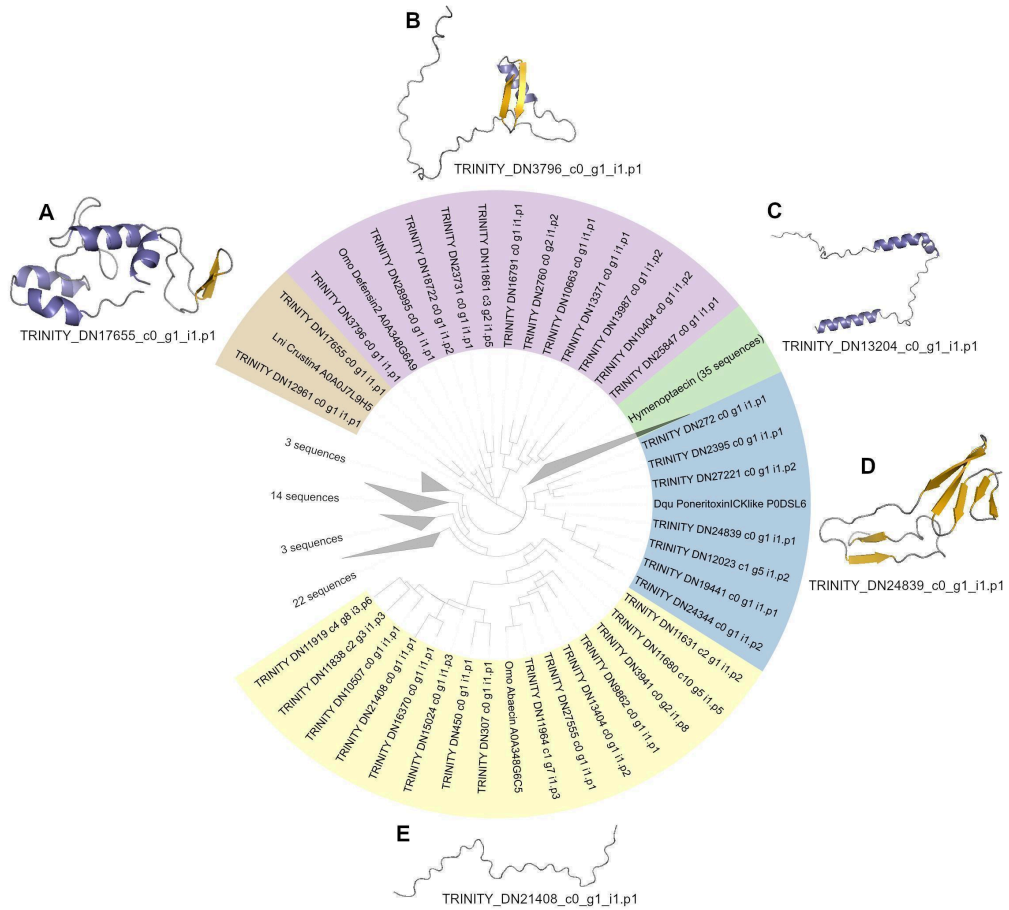 B
TRINITY_DN3796_c0_g1_i1.p1
A
TRINITY_DN17655_c0_g1_i1.p1
C
TRINITY_DN13204_c0_g1_i1.p1
D
TRINITY_DN24839_c0_g1_i1.p1
E
TRINITY_DN21408_c0_g1_i1.p1
TRINITY DN12961 c0 g1 i1.p1
Lni Crustin4 A0A0J7L9H5
TRINITY DN17655 c0 g1 i1.p1
TRINITY DN3796 c0 g1 i1.p1
Omo Defensin2 A0A348G6A9
TRINITY DN28995 c0 g1 i1.p1
TRINITY DN18722 c0 g1 i1.p2
TRINITY DN23731 c0 g1 i1.p1
TRINITY DN11861 c3 g2 i1.p5
TRINITY DN16791 c0 g1 i1.p1
TRINITY DN2760 c0 g2 i1.p2
TRINITY DN10663 c0 g1 i1.p1
TRINITY DN13371 c0 g1 i1.p1
TRINITY DN13987 c0 g1 i1.p2
TRINITY DN10404 c0 g1 i1.p2
TRINITY DN25847 c0 g1 i1.p1
Hymenoptaecin (35 sequences)
TRINITY DN272 c0 g1 i1.p1
TRINITY DN2395 c0 g1 i1.p1
TRINITY DN27221 c0 g1 i1.p2
Dqu PoneritoxinICKlike P0DSL6
TRINITY DN24839 c0 g1 i1.p1
TRINITY DN12023 c1 g5 i1.p2
TRINITY DN19441 c0 g1 i1.p1
TRINITY DN24344 c0 g1 i1.p2
TRINITY DN11631 c2 g1 i1.p2
TRINITY DN11680 c10 g5 i1.p5
TRINITY DN3941 c0 g2 i1.p8
TRINITY DN9862 c0 g1 i1.p1
TRINITY DN13404 c0 g1 i1.p2
TRINITY DN27555 c0 g1 i1.p1
TRINITY DN11964 c1 g7 i1.p3
Omo Abaecin A0A348G6C5
TRINITY DN307 c0 g1 i1.p1
TRINITY DN450 c0 g1 i1.p1
TRINITY DN15024 c0 g1 i1.p3
TRINITY DN16370 c0 g1 i1.p1
TRINITY DN21408 c0 g1 i1.p1
TRINITY DN10507 c0 g1 i1.p1
TRINITY DN11838 c2 g3 i1.p3
TRINITY DN11919 c4 g8 i3.p6
22 sequences
3 sequences
14 sequences
3 sequences